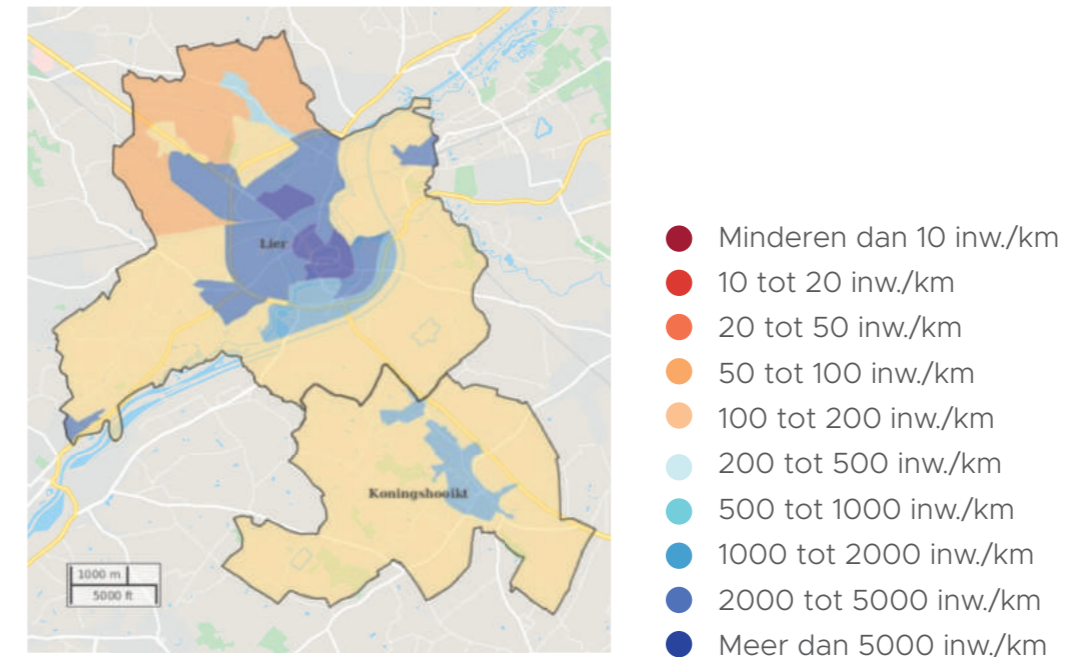 Lier
Koningshooikt
1000 m
5000 ft
Minderen dan 10 inw./km
10 tot 20 inw./km
20 tot 50 inw./km
50 tot 100 inw./km
100 tot 200 inw./km
200 tot 500 inw./km
500 tot 1000 inw./km
1000 tot 2000 inw./km
2000 tot 5000 inw./km
Meer dan 5000 inw./km